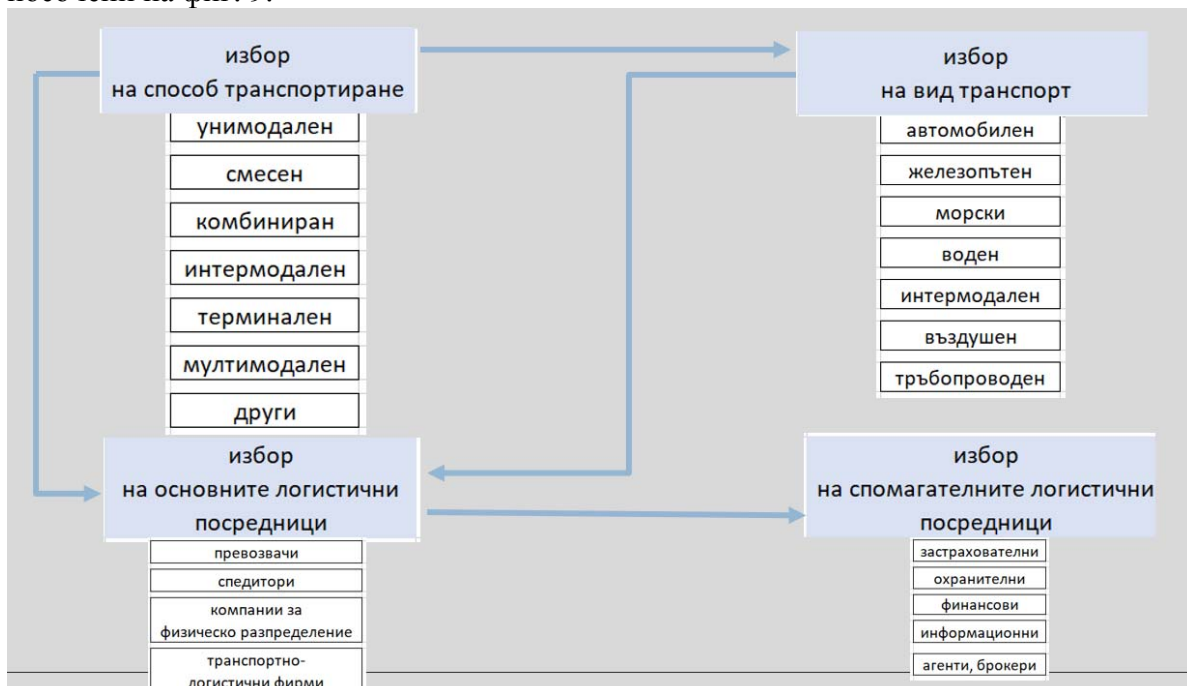 избор
на способ транспортиране
унимодален
смесен
комбиниран
интермодален
терминален
мултимодален
други
избор
на вид транспорт
автомобилен
железопътен
морски
воден
интермодален
въздушен
тръбопроводен
избор
на основните логистични
посредници
превозвачи
спедитори
компании за
физическо разпределение
транспортно-
логистични фирми
избор
на спомагателните логистични
посредници
застрахователни
охранителни
финансови
информационни
агенти, брокери